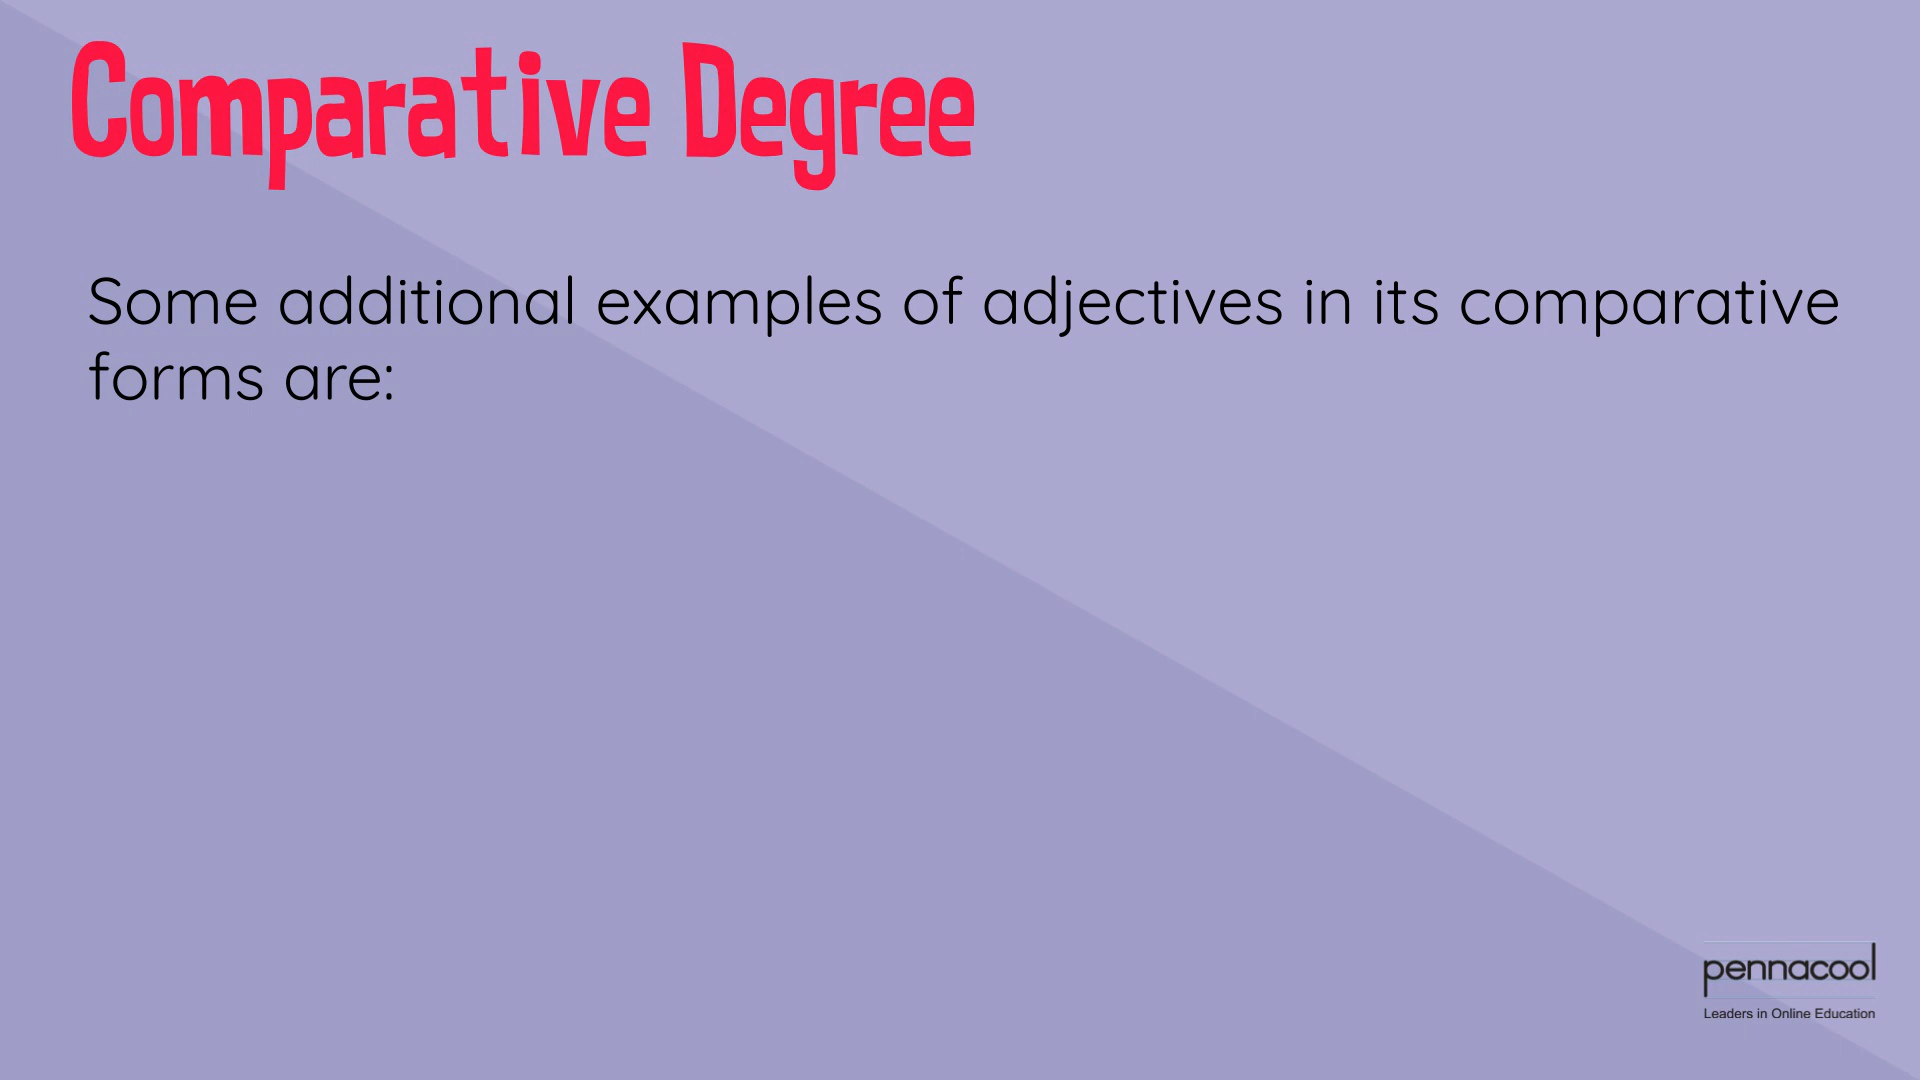 Comparative Degree
Some additional examples of adjectives in its comparative
forms are:
pennacool
Leaders in Online Education